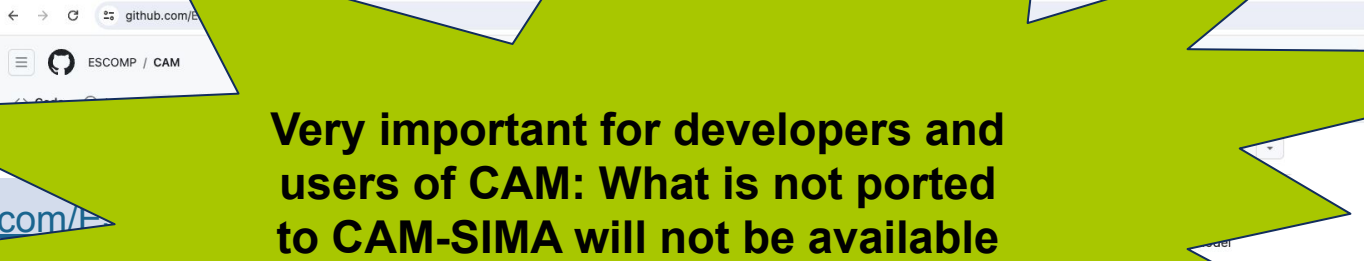 github.com/E
ESCOMP / CAM
Very important for developers and
users of CAM: What is not ported
com/E
to CAM-SIMA will not be available